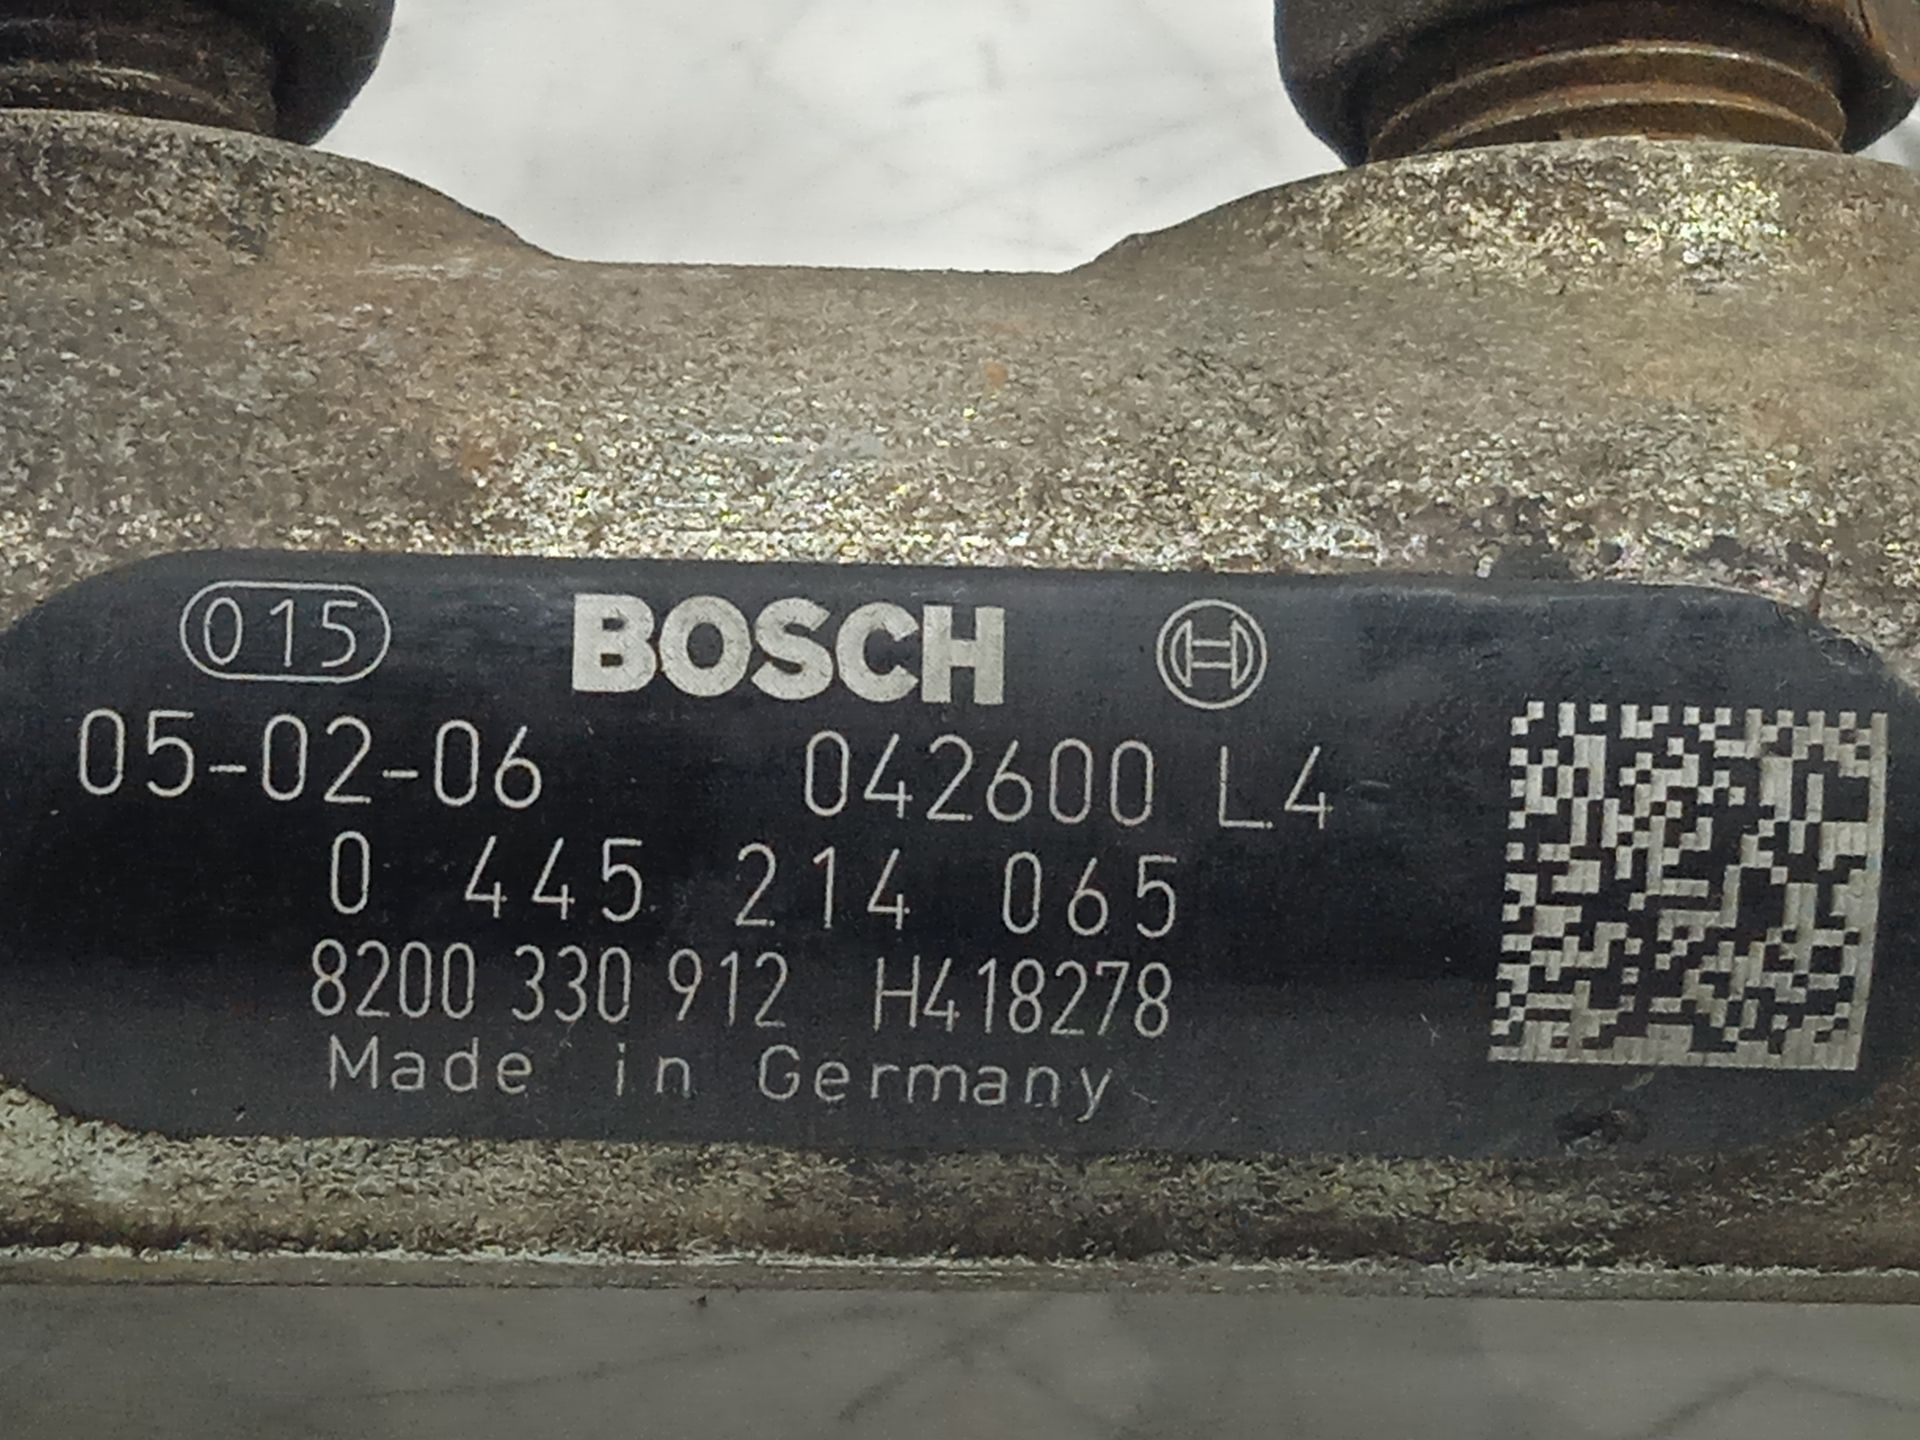 015 BOSCH
05-02-06 042600 L4
0 445 214 065
8200 330 912 H418278
Made in Germany